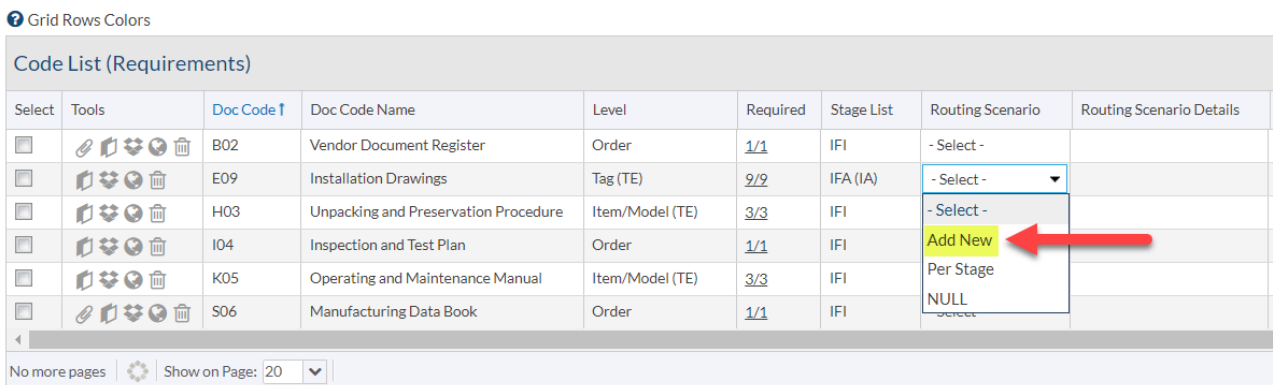 Grid Rows Colors
Code List (Requirements)
Select Tools Doc Code Doc Code Name Level Required Stage List Routing Scenario Routing Scenario Details
B02 Vendor Document Register Order 1/1 IFI - Select -
E09 Installation Drawings Tag (TE) 9/9 IFA (IA) - Select -
H03 Unpacking and Preservation Procedure Item/Model (TE) 3/3 IFI - Select -
I04 Inspection and Test Plan Order 1/1 IFI Add New
K05 Operating and Maintenance Manual Item/Model (TE) 3/3 IFI Per Stage
NULL
S06 Manufacturing Data Book Order 1/1 IFI
No more pages Show on Page: 20